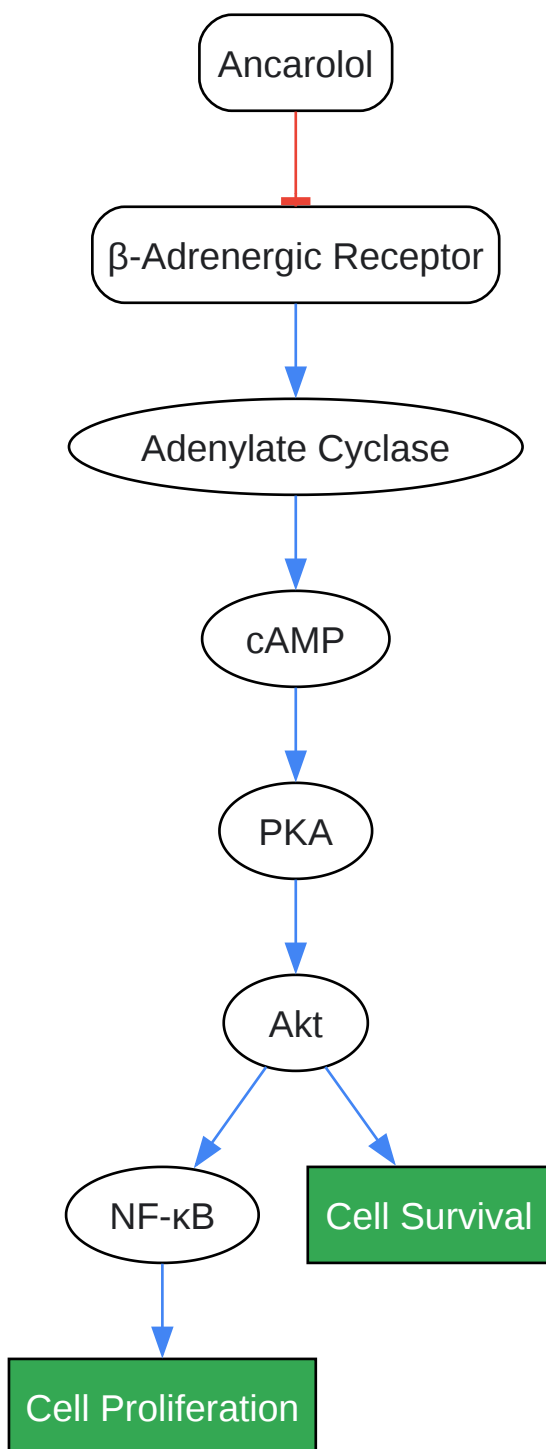 Ancarolol
β-Adrenergic Receptor
Adenylate Cyclase
cAMP
PKA
Akt
NF-κB
Cell Survival
Cell Proliferation